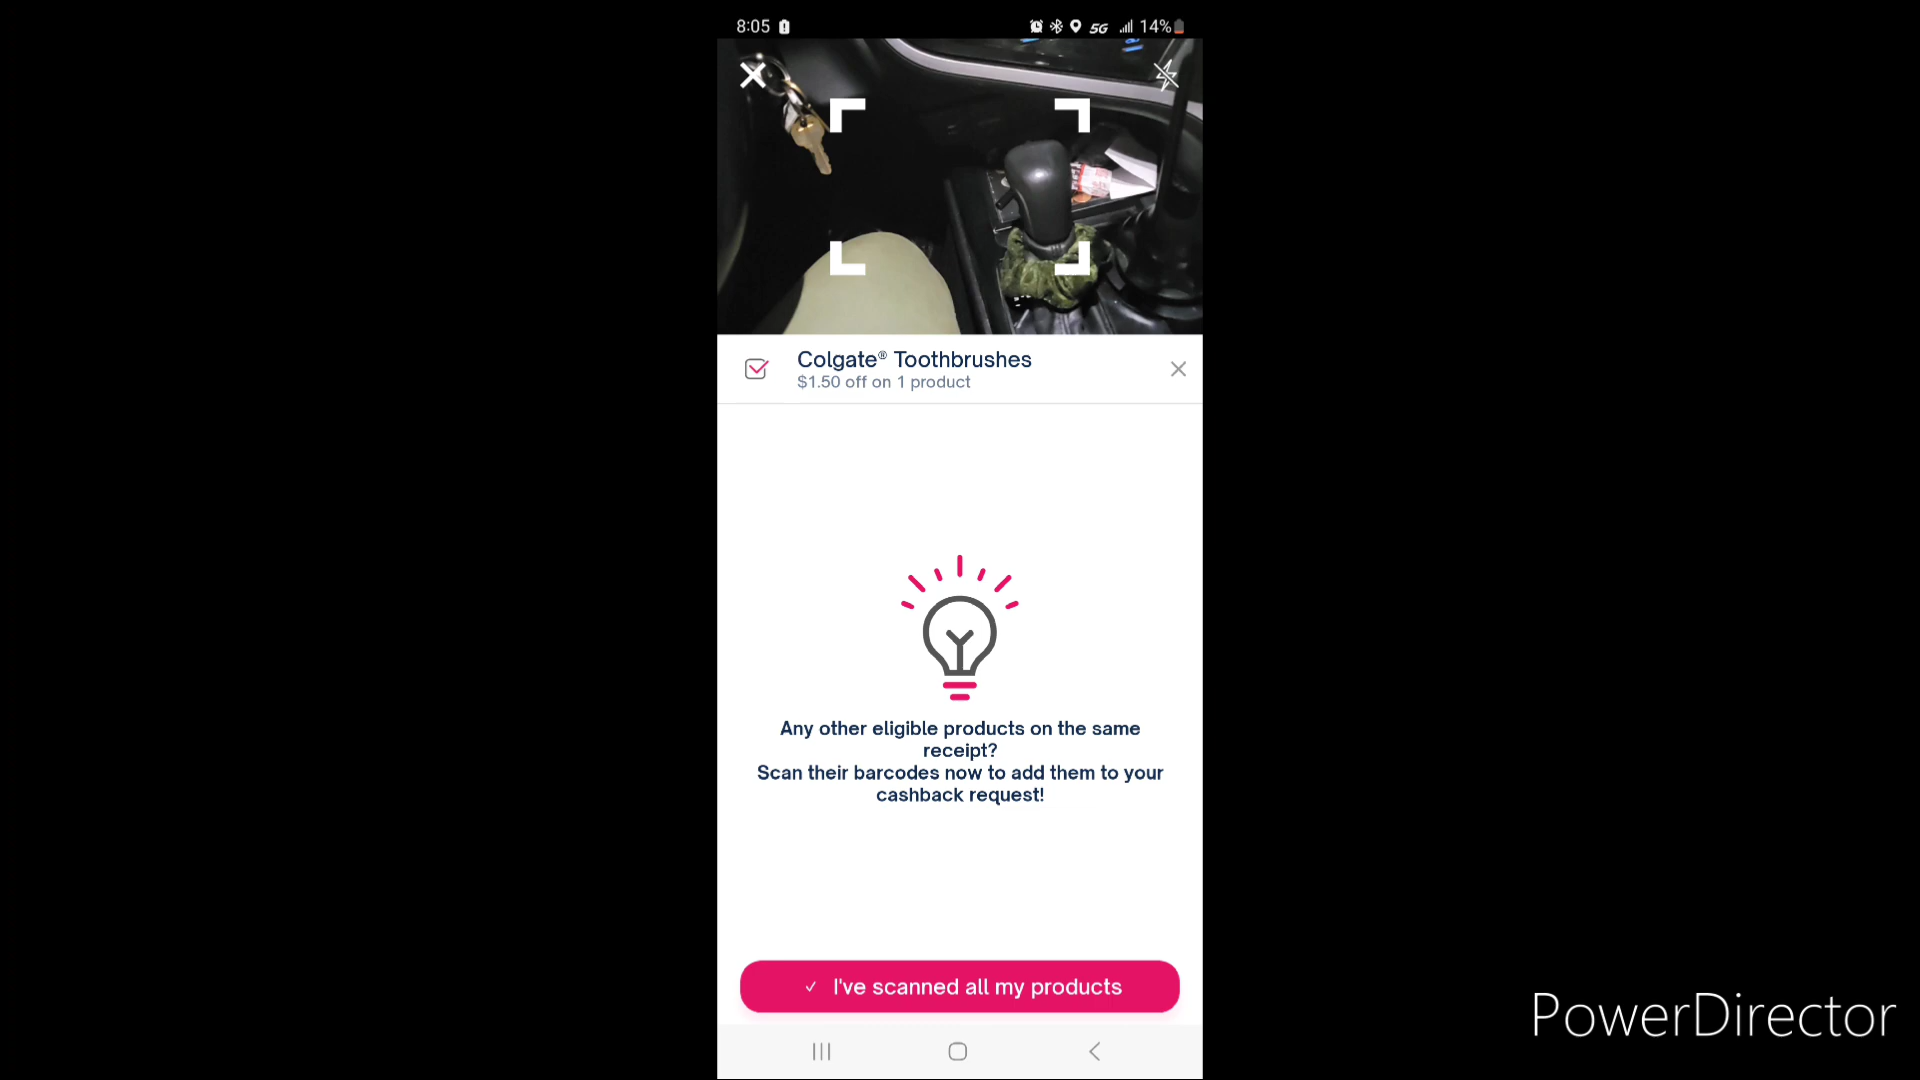 8:05
5G 14%
Colgate® Toothbrushes
$1.50 off on 1 product
Any other eligible products on the same
receipt?
Scan their barcodes now to add them to your
cashback request!
✓ I've scanned all my products
PowerDirector